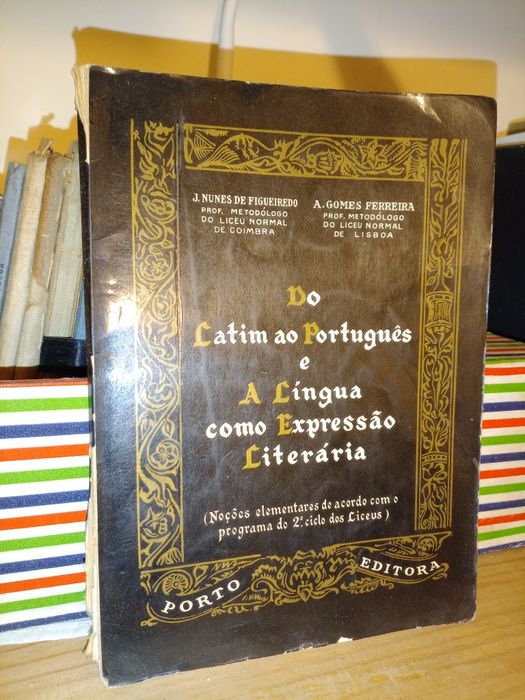 J. NUNES DE FIGUEIREDO
PROF. METODÓLOGO
DO LICEU NORMAL
DE COIMBRA
A. GOMES FERREIRA
PROF. METODÓLOGO
DO LICEU NORMAL
DE LISBOA
Do
Latim ao Português
e
A Língua
como Expressão
Literária
(Noções elementares de acordo com o
programa do 2.º ciclo dos Liceus)
PORTO EDITORA